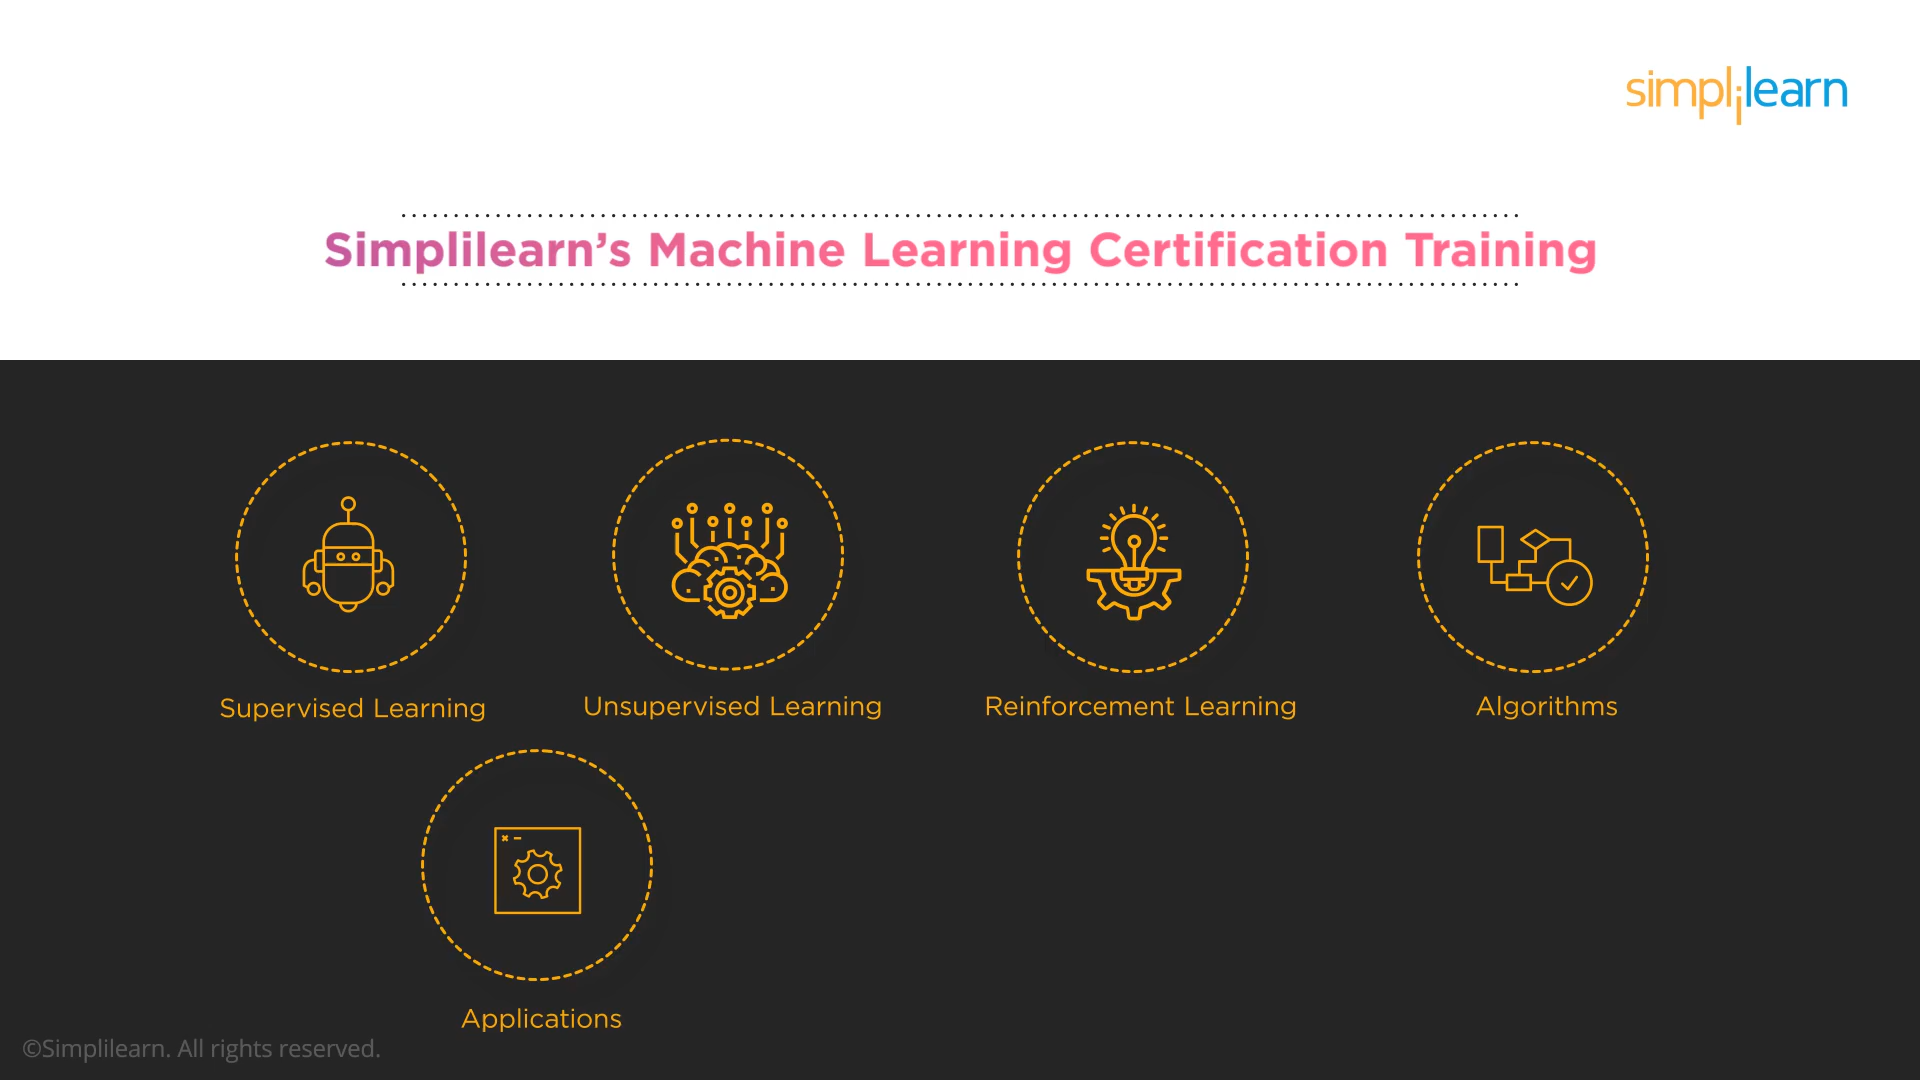 simplilearn
Simplilearn’s Machine Learning Certification Training
Supervised Learning
Unsupervised Learning
Reinforcement Learning
Algorithms
Applications
©Simplilearn. All rights reserved.